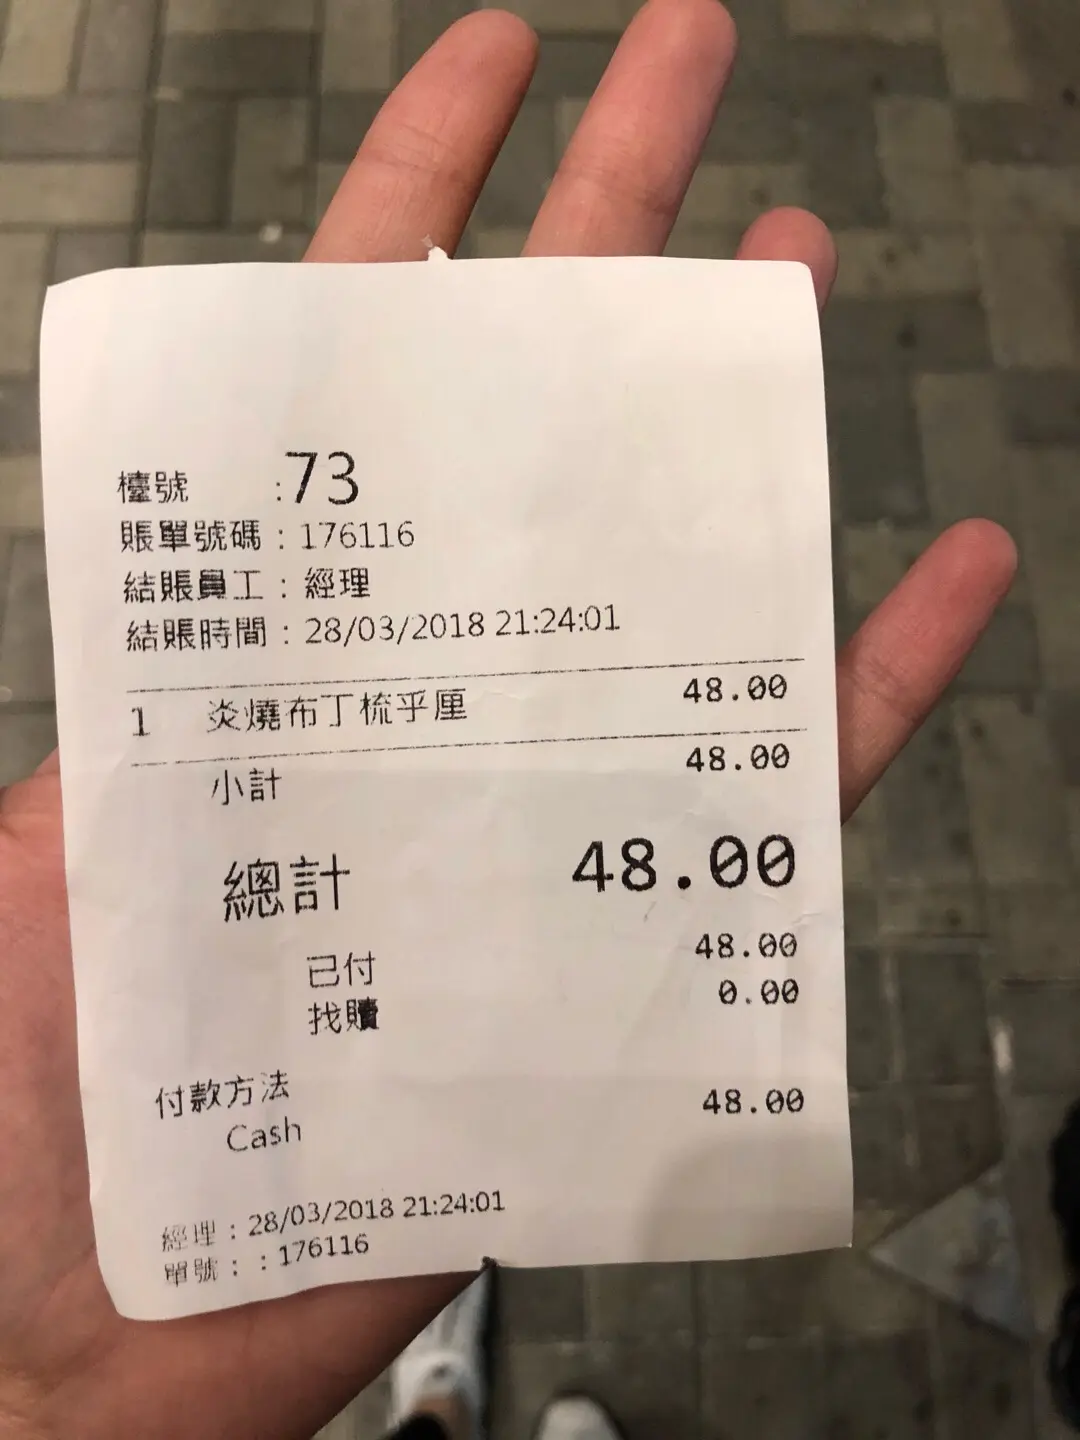 檯號 :73
賬單號碼 : 176116
結賬員工 : 經理
結賬時間 : 28/03/2018 21:24:01
1 炎燒布丁梳乎厘 48.00
小計 48.00
總計 48.00
已付 48.00
找贖 0.00
付款方法
Cash 48.00
經理 : 28/03/2018 21:24:01
單號 : : 176116